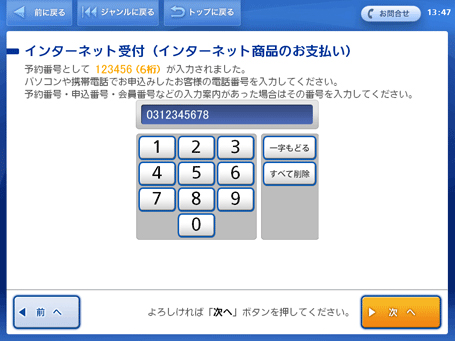 前に戻る
ジャンルに戻る
トップに戻る
お問合せ
13:47
インターネット受付（インターネット商品のお支払い）
予約番号として 123456(6桁) が入力されました。
パソコンや携帯電話でお申込みしたお客様の電話番号を入力してください。
予約番号・申込番号・会員番号などの入力案内があった場合はその番号を入力してください。
0312345678
1 2 3 一字もどる
4 5 6 すべて削除
7 8 9
0
前 へ
よろしければ「次へ」ボタンを押してください。
次 へ